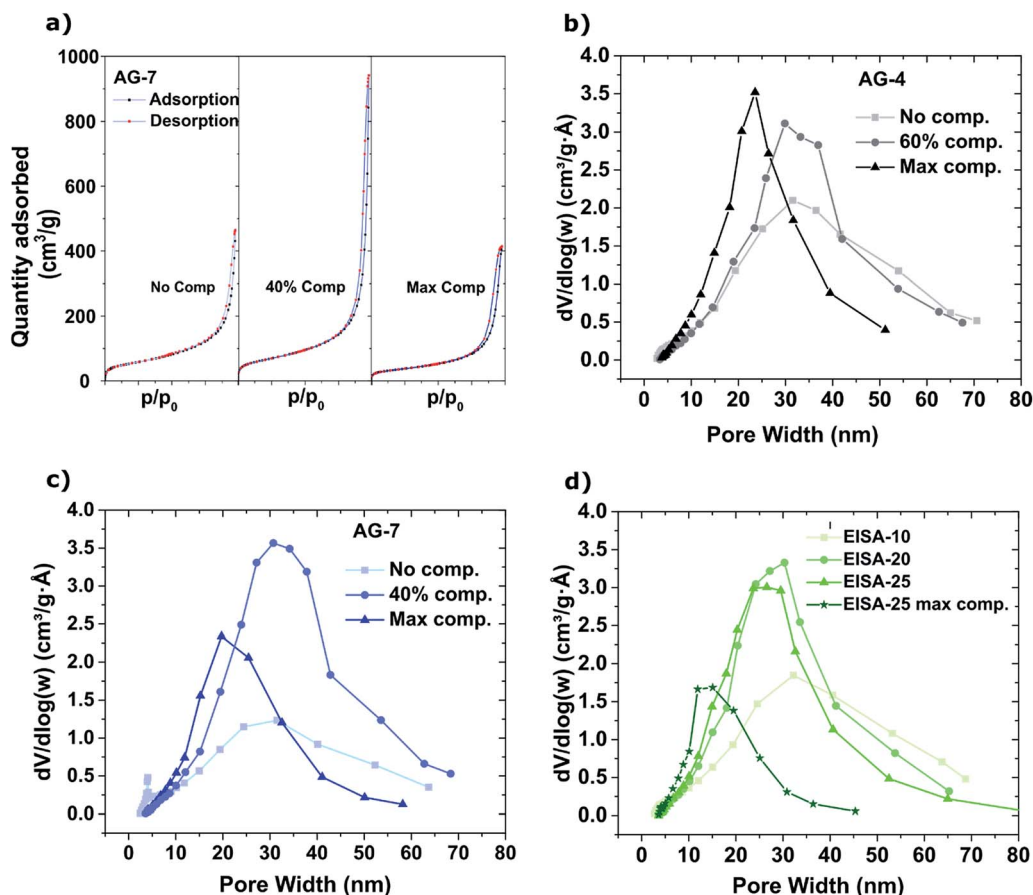 a)
1000
800
600
400
200
0
Quantity adsorbed
(cm³/g)
AG-7
Adsorption
Desorption
No Comp
40% Comp
Max Comp
p/p₀
p/p₀
p/p₀
b)
4.0
3.5
3.0
2.5
2.0
1.5
1.0
0.5
0.0
dV/dlog(w) (cm³/g·Å)
AG-4
No comp.
60% comp.
Max comp.
0 10 20 30 40 50 60 70 80
Pore Width (nm)
c)
4.0
3.5
3.0
2.5
2.0
1.5
1.0
0.5
0.0
dV/dlog(w) (cm³/g·Å)
AG-7
No comp.
40% comp.
Max comp.
0 10 20 30 40 50 60 70 80
Pore Width (nm)
d)
4.0
3.5
3.0
2.5
2.0
1.5
1.0
0.5
0.0
dV/dlog(w) (cm³/g·Å)
EISA-10
EISA-20
EISA-25
EISA-25 max comp.
0 10 20 30 40 50 60 70 80
Pore Width (nm)